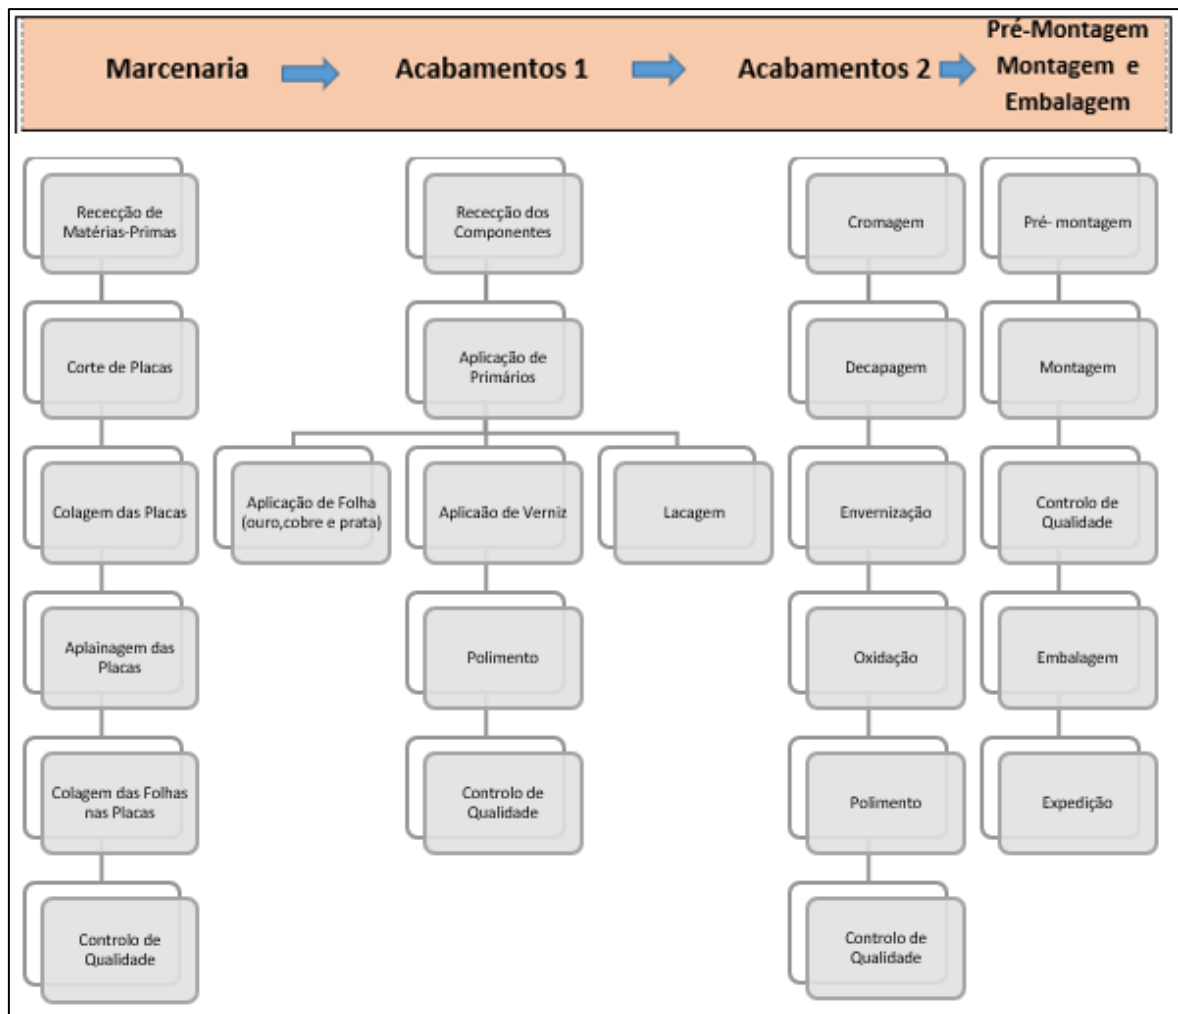 Marcenaria
Acabamentos 1
Acabamentos 2
Pré-Montagem
Montagem e
Embalagem
Rececção de
Matérias-Primas
Corte de Placas
Colagem das Placas
Aplainagem das
Placas
Colagem das Folhas
nas Placas
Controlo de
Qualidade
Rececção dos
Componentes
Aplicação de
Primários
Aplicação de Folha
(ouro,cobre e prata)
Aplicaão de Verniz
Lacagem
Polimento
Controlo de
Qualidade
Cromagem
Decapagem
Envernização
Oxidação
Polimento
Controlo de
Qualidade
Pré- montagem
Montagem
Controlo de
Qualidade
Embalagem
Expedição